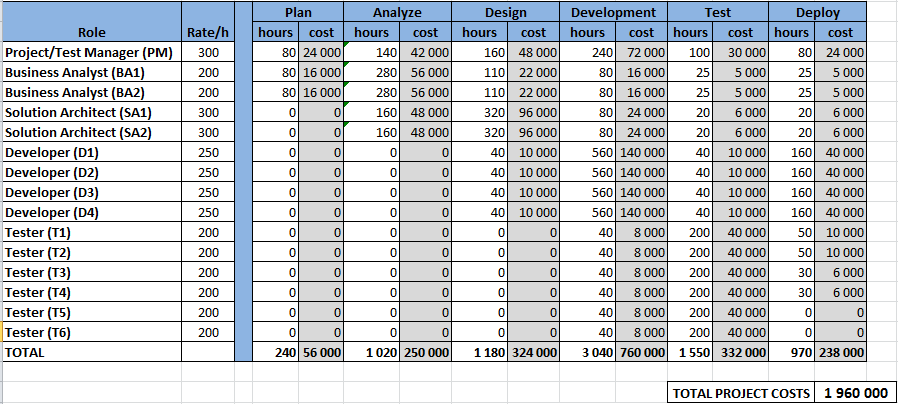 Plan Analyze Design Development Test Deploy
Role Rate/h hours cost hours cost hours cost hours cost hours cost hours cost
Project/Test Manager (PM) 300 80 24 000 140 42 000 160 48 000 240 72 000 100 30 000 80 24 000
Business Analyst (BA1) 200 80 16 000 280 56 000 110 22 000 80 16 000 25 5 000 25 5 000
Business Analyst (BA2) 200 80 16 000 280 56 000 110 22 000 80 16 000 25 5 000 25 5 000
Solution Architect (SA1) 300 0 0 160 48 000 320 96 000 80 24 000 20 6 000 20 6 000
Solution Architect (SA2) 300 0 0 160 48 000 320 96 000 80 24 000 20 6 000 20 6 000
Developer (D1) 250 0 0 0 0 40 10 000 560 140 000 40 10 000 160 40 000
Developer (D2) 250 0 0 0 0 40 10 000 560 140 000 40 10 000 160 40 000
Developer (D3) 250 0 0 0 0 40 10 000 560 140 000 40 10 000 160 40 000
Developer (D4) 250 0 0 0 0 40 10 000 560 140 000 40 10 000 160 40 000
Tester (T1) 200 0 0 0 0 0 0 40 8 000 200 40 000 50 10 000
Tester (T2) 200 0 0 0 0 0 0 40 8 000 200 40 000 50 10 000
Tester (T3) 200 0 0 0 0 0 0 40 8 000 200 40 000 30 6 000
Tester (T4) 200 0 0 0 0 0 0 40 8 000 200 40 000 30 6 000
Tester (T5) 200 0 0 0 0 0 0 40 8 000 200 40 000 0 0
Tester (T6) 200 0 0 0 0 0 0 40 8 000 200 40 000 0 0
TOTAL 240 56 000 1 020 250 000 1 180 324 000 3 040 760 000 1 550 332 000 970 238 000
TOTAL PROJECT COSTS 1 960 000